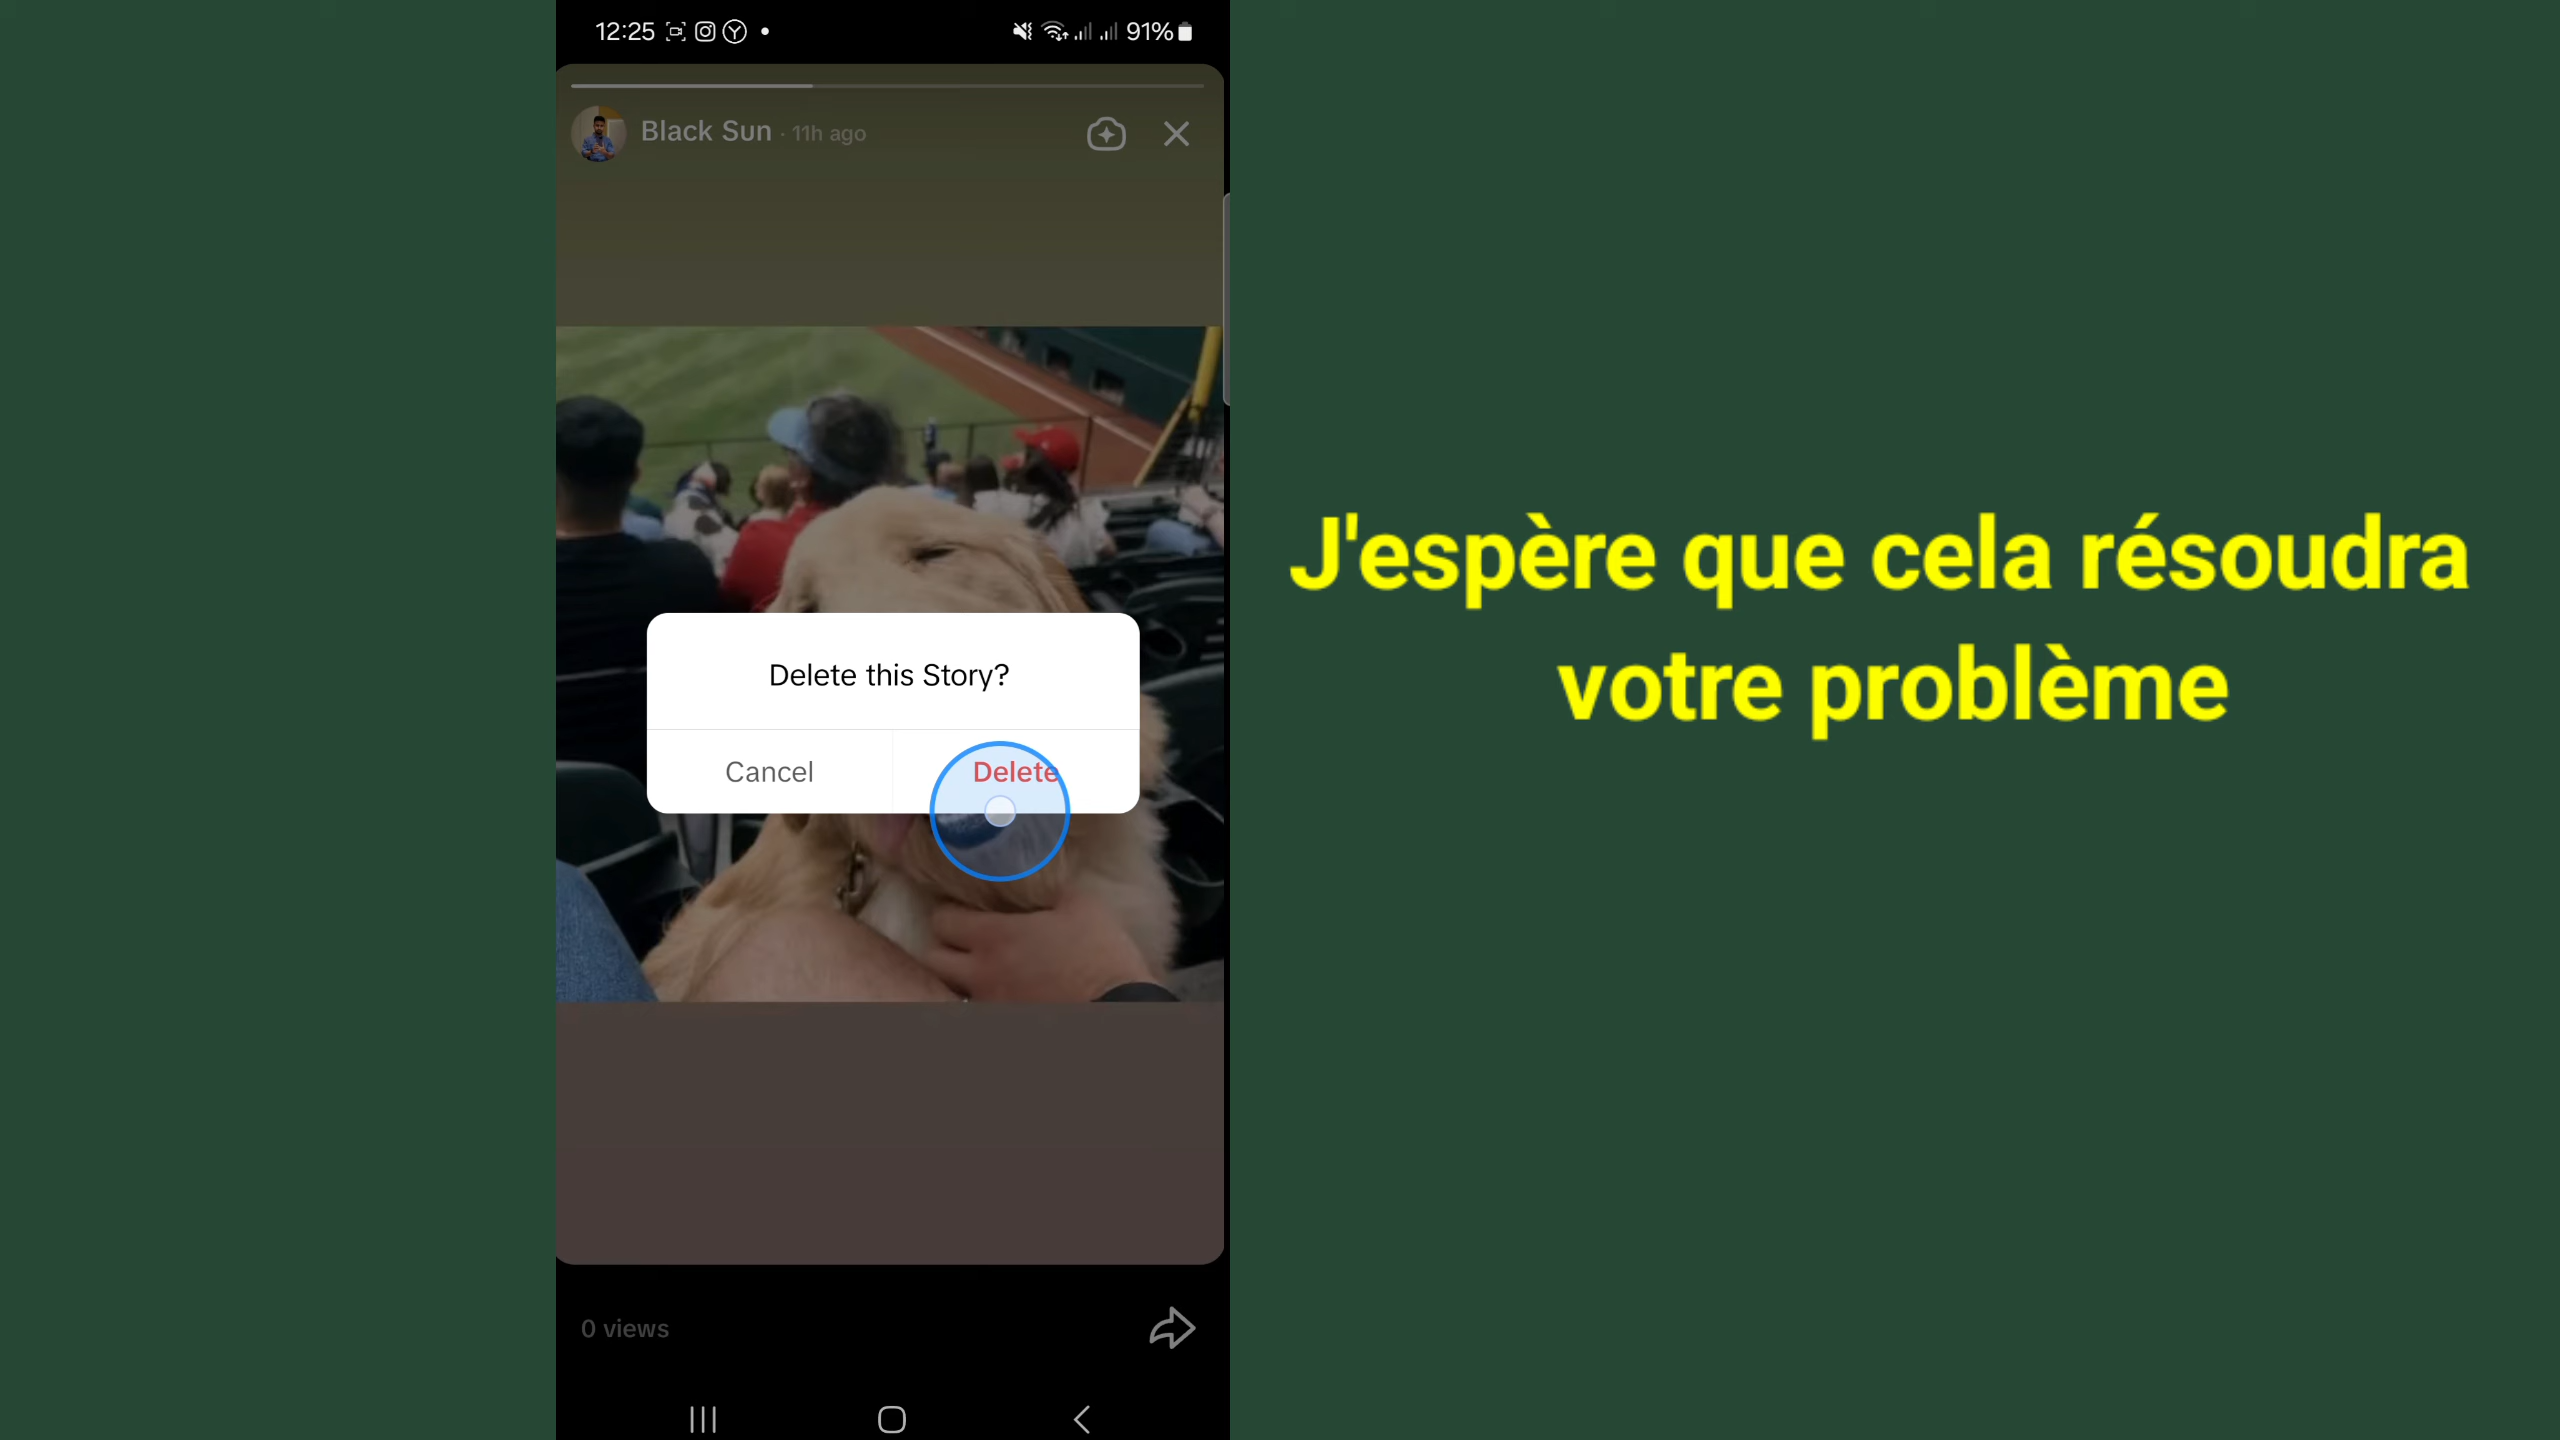 12:25
91%
Black Sun · 11h ago
Delete this Story?
Cancel
Delete
0 views
J'espère que cela résoudra
votre problème